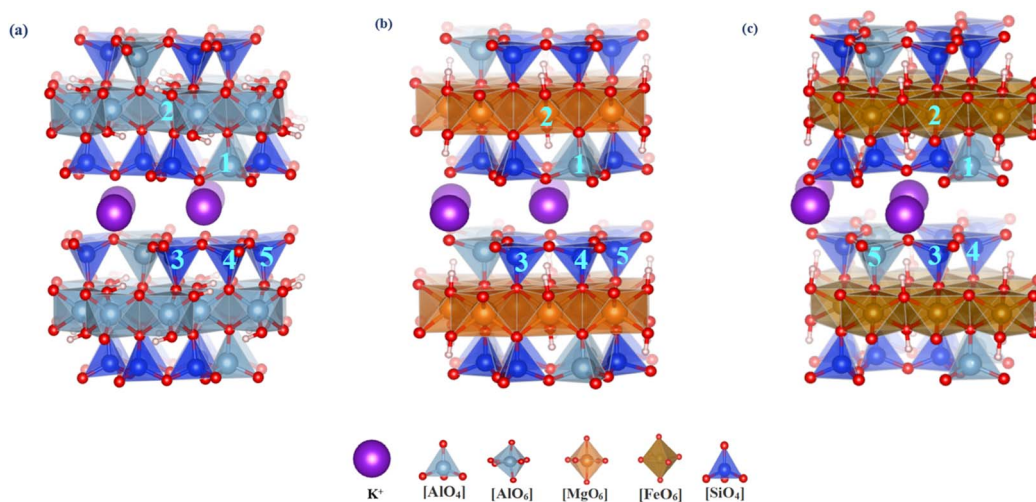 (a)
(b)
(c)
2
2
2
1
1
1
3 4 5
3 4 5
5 3 4
K⁺
[AlO₄]
[AlO₆]
[MgO₆]
[FeO₆]
[SiO₄]